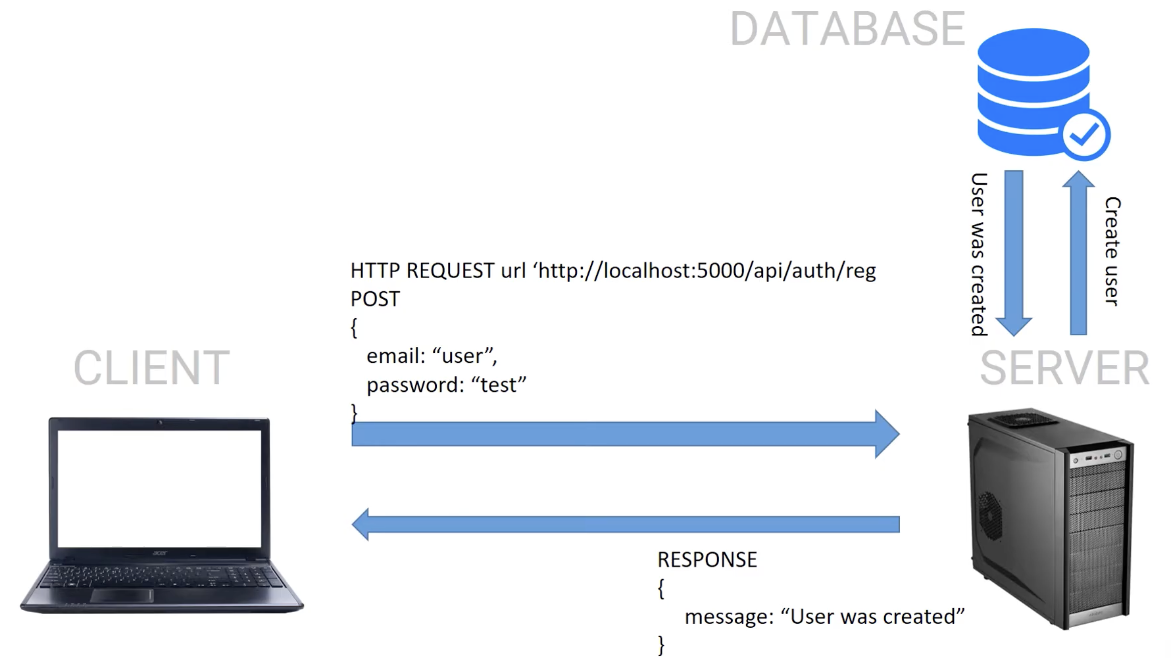 DATABASE
User was created
Create user
HTTP REQUEST url ‘http://localhost:5000/api/auth/reg
POST
{
email: “user”,
password: “test”
}
CLIENT
SERVER
acer
RESPONSE
{
message: “User was created”
}